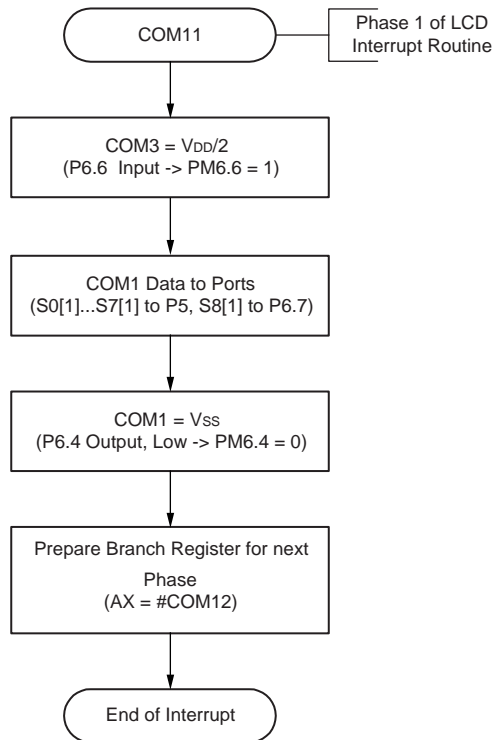 COM11
Phase 1 of LCD
Interrupt Routine
COM3 = VDD/2
(P6.6 Input -> PM6.6 = 1)
COM1 Data to Ports
(S0[1]...S7[1] to P5, S8[1] to P6.7)
COM1 = VSS
(P6.4 Output, Low -> PM6.4 = 0)
Prepare Branch Register for next
Phase
(AX = #COM12)
End of Interrupt